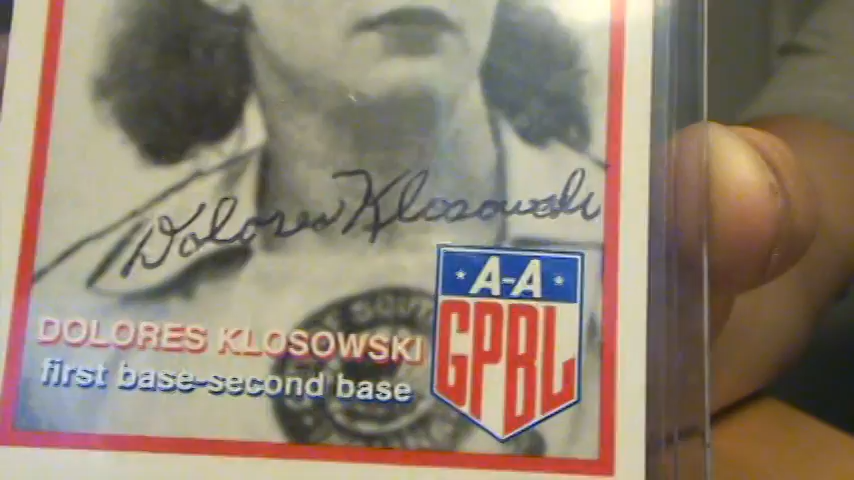 Dolores Klosowski
A-A
GPBL
DOLORES KLOSOWSKI
first base-second base